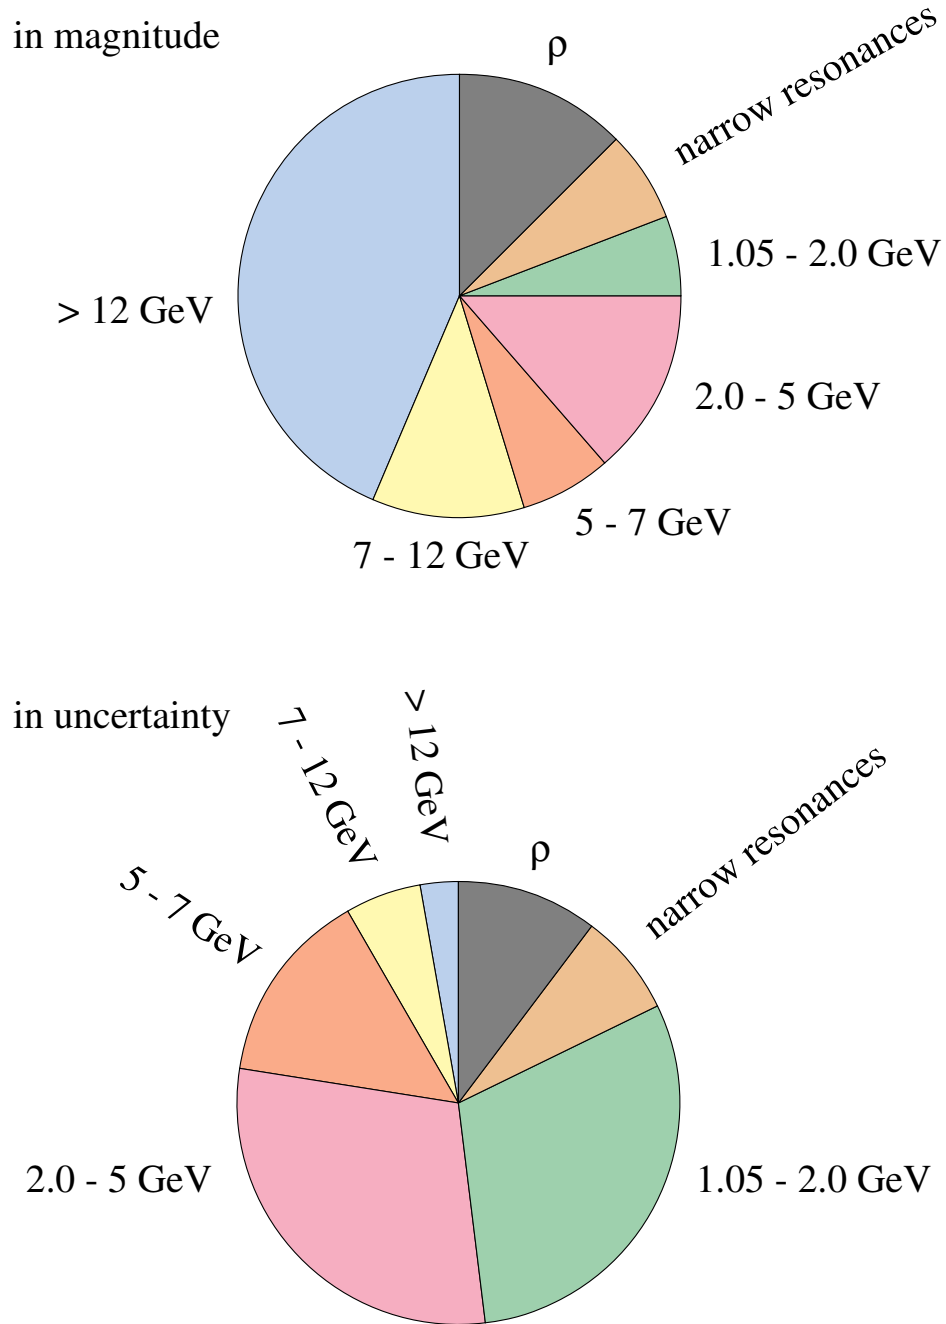 in magnitude
ρ
narrow resonances
1.05 - 2.0 GeV
> 12 GeV
2.0 - 5 GeV
5 - 7 GeV
7 - 12 GeV
in uncertainty
7 - 12 GeV
> 12 GeV
ρ
narrow resonances
5 - 7 GeV
2.0 - 5 GeV
1.05 - 2.0 GeV